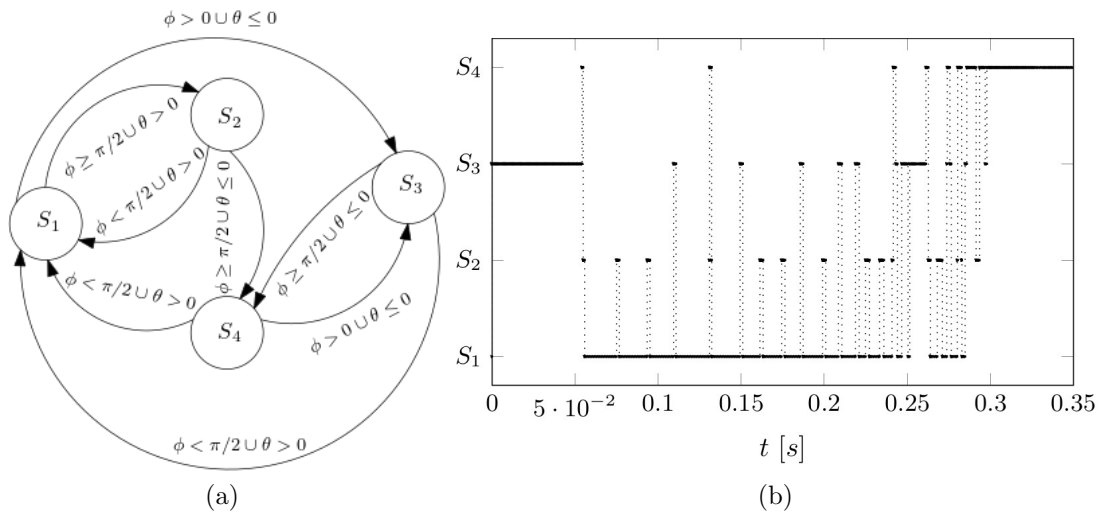 ϕ > 0 ∪ θ ≤ 0
ϕ ≥ π/2 ∪ θ > 0
S₂
ϕ < π/2 ∪ θ > 0
ϕ ≥ π/2 ∪ θ ≤ 0
S₃
S₁
ϕ ≥ π/2 ∪ θ ≤ 0
ϕ < π/2 ∪ θ > 0
S₄
ϕ > 0 ∪ θ ≤ 0
ϕ < π/2 ∪ θ > 0
(a)
S₄
S₃
S₂
S₁
0 5 · 10⁻² 0.1 0.15 0.2 0.25 0.3 0.35
t [s]
(b)